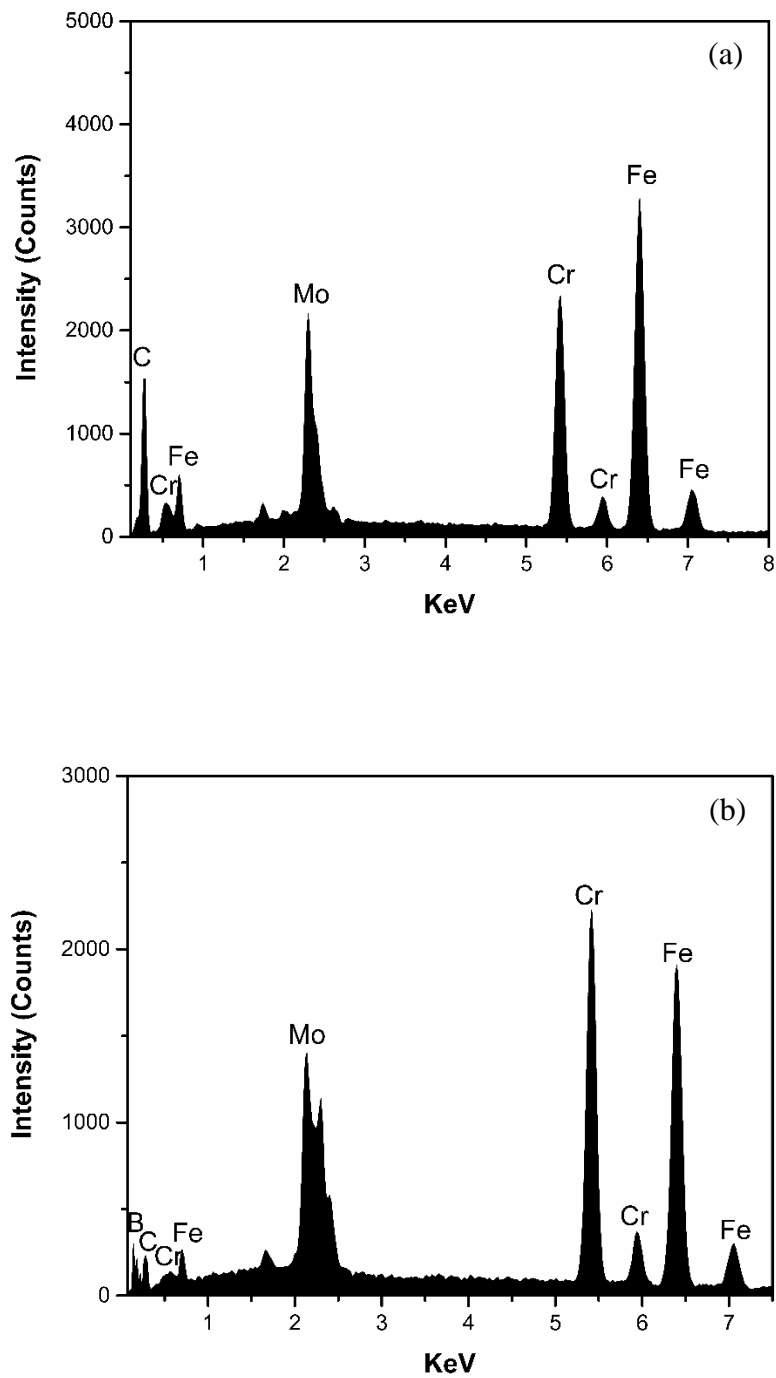 (a)
Intensity (Counts)
5000
4000
3000
2000
1000
0
C
Cr
Fe
Mo
Cr
Cr
Fe
Fe
1 2 3 4 5 6 7 8
KeV
(b)
Intensity (Counts)
3000
2000
1000
0
B
C
Cr
Fe
Mo
Cr
Cr
Fe
Fe
1 2 3 4 5 6 7
KeV